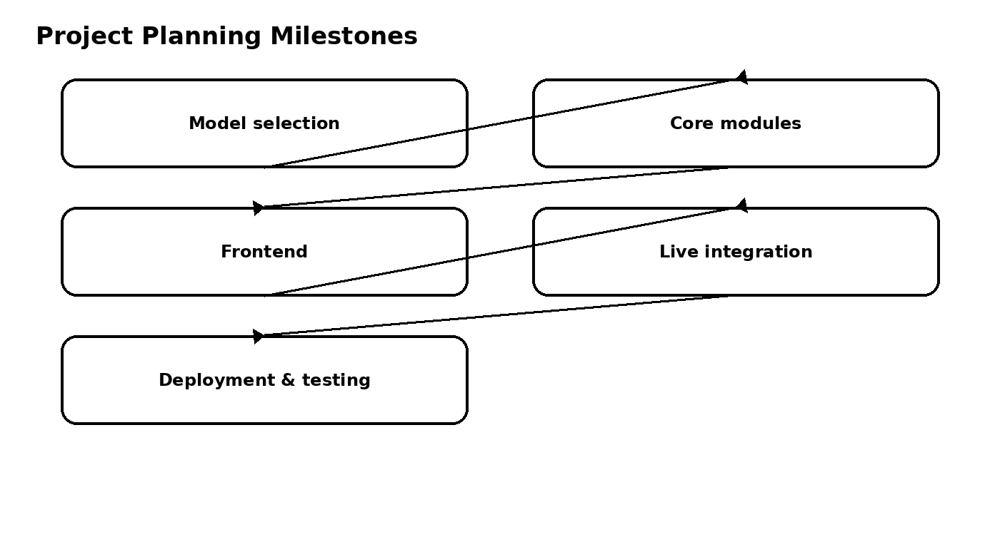 Project Planning Milestones
Model selection
Core modules
Frontend
Live integration
Deployment & testing